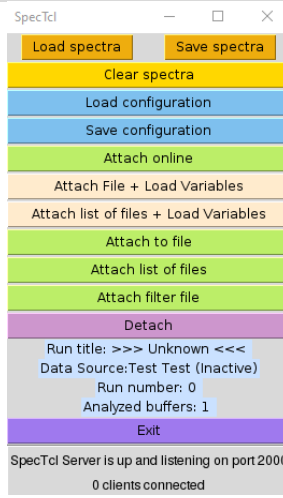 SpecTcl
Load spectra Save spectra
Clear spectra
Load configuration
Save configuration
Attach online
Attach File + Load Variables
Attach list of files + Load Variables
Attach to file
Attach list of files
Attach filter file
Detach
Run title: >>> Unknown <<<
Data Source:Test Test (Inactive)
Run number: 0
Analyzed buffers: 1
Exit
SpecTcl Server is up and listening on port 2000
0 clients connected